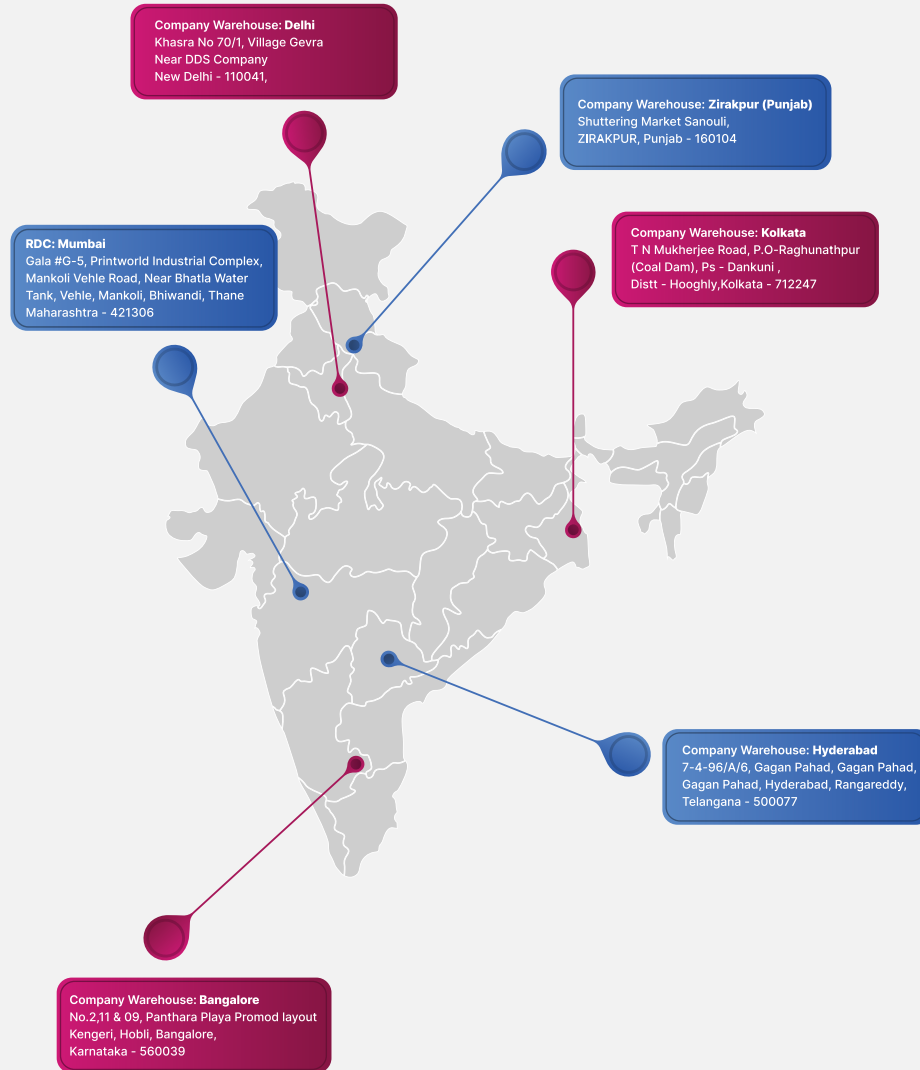 Company Warehouse: Delhi
Khasra No 70/1, Village Gevra
Near DDS Company
New Delhi - 110041,
Company Warehouse: Zirakpur (Punjab)
Shuttering Market Sanouli,
ZIRAKPUR, Punjab - 160104
Company Warehouse: Kolkata
T N Mukherjee Road, P.O-Raghunathpur
(Coal Dam), Ps - Dankuni ,
Distt - Hooghly,Kolkata - 712247
RDC: Mumbai
Gala #G-5, Printworld Industrial Complex,
Mankoli Vehle Road, Near Bhatla Water
Tank, Vehle, Mankoli, Bhiwandi, Thane
Maharashtra - 421306
Company Warehouse: Hyderabad
7-4-96/A/6, Gagan Pahad, Gagan Pahad,
Gagan Pahad, Hyderabad, Rangareddy,
Telangana - 500077
Company Warehouse: Bangalore
No.2,11 & 09, Panthara Playa Promod layout
Kengeri, Hobli, Bangalore,
Karnataka - 560039